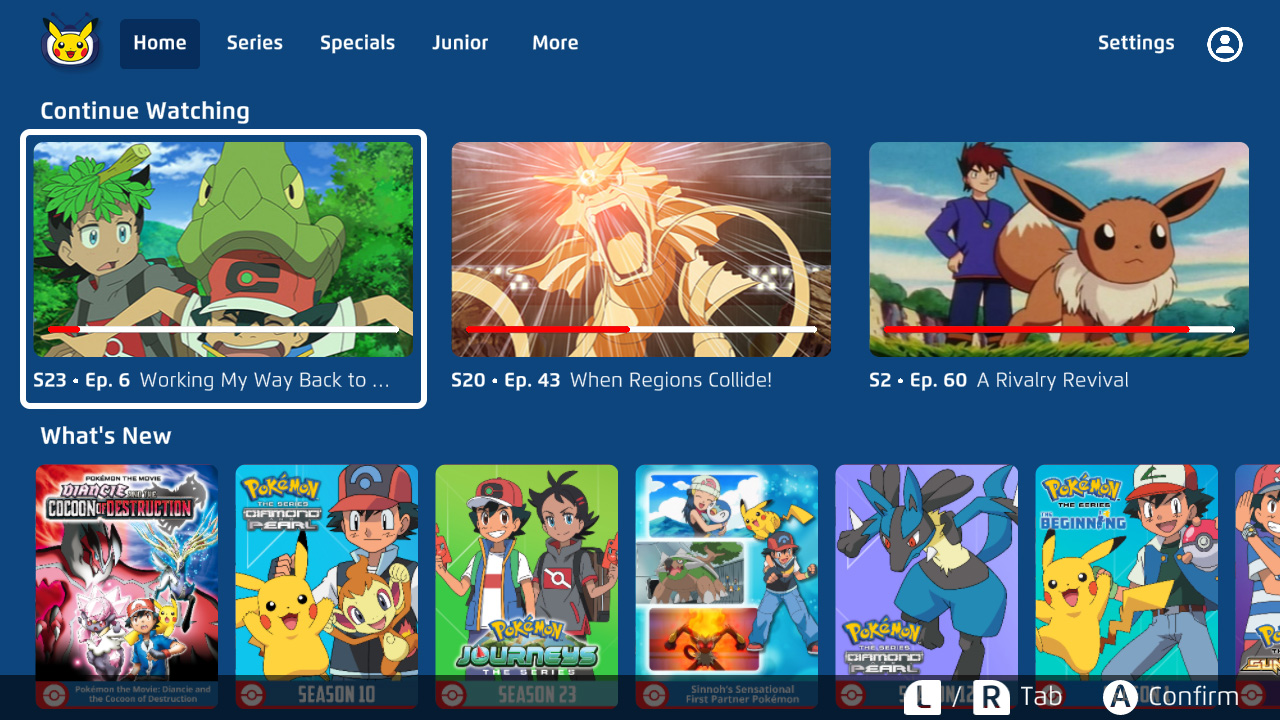 Home Series Specials Junior More Settings
Continue Watching
S23 • Ep. 6 Working My Way Back to ...
S20 • Ep. 43 When Regions Collide!
S2 • Ep. 60 A Rivalry Revival
What's New
POKÉMON THE MOVIE
DIANCIE AND THE
COCOON OF DESTRUCTION
Pokémon the Movie: Diancie and
the Cocoon of Destruction
POKÉMON
THE SERIES
DIAMOND AND
PEARL
SEASON 10
POKÉMON
JOURNEYS
THE SERIES
SEASON 23
Sinnoh's Sensational
First Partner Pokémon
POKÉMON
THE SERIES
DIAMOND AND
PEARL
POKÉMON
THE SERIES
THE
BEGINNING
L / R Tab A Confirm